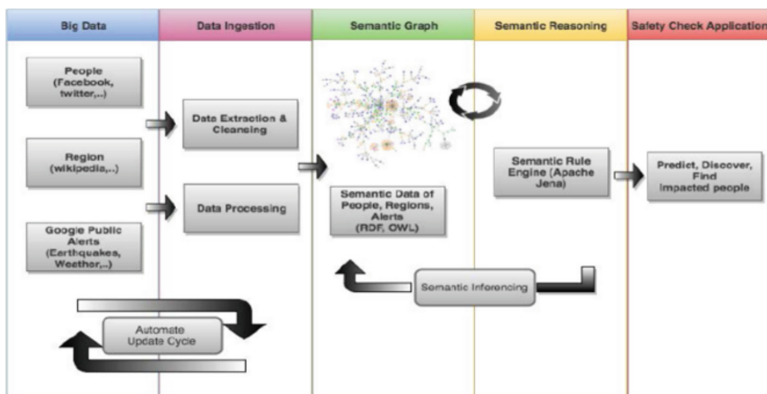 Big Data
Data Ingestion
Semantic Graph
Semantic Reasoning
Safety Check Application
People
(Facebook,
twitter,..)
Region
(wikipedia,..)
Google Public
Alerts
(Earthquakes,
Weather,..)
Data Extraction &
Cleansing
Data Processing
Semantic Data of
People, Regions,
Alerts
(RDF, OWL)
Semantic Rule
Engine (Apache
Jena)
Predict, Discover,
Find
Impacted people
Semantic Inferencing
Automate
Update Cycle